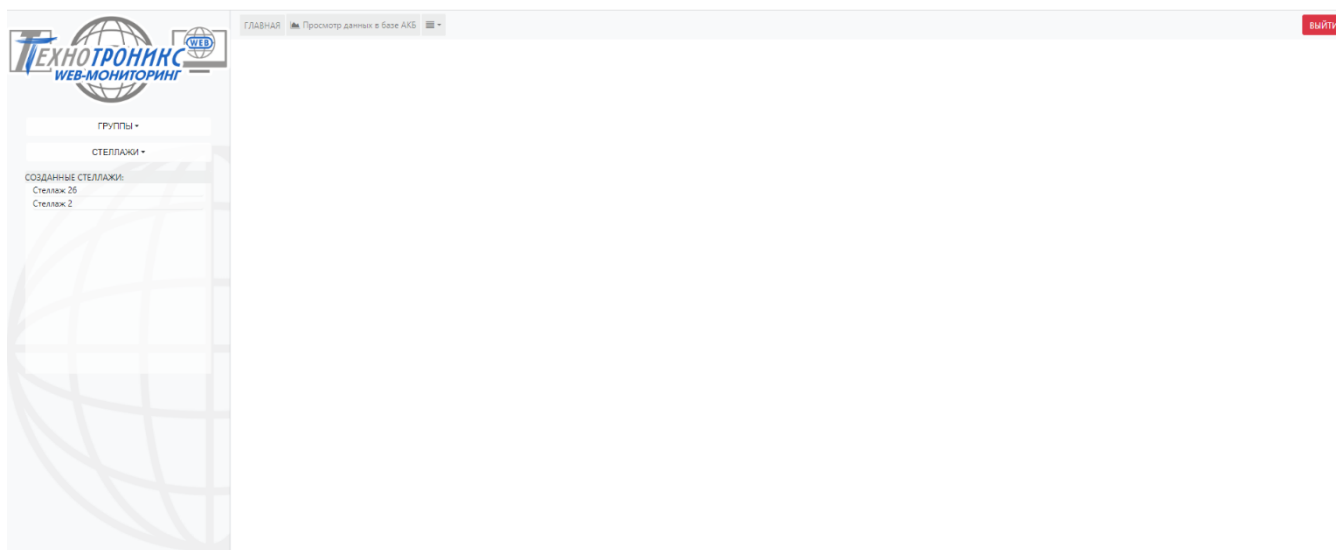 ТЕХНОТРОНИКС
WEB
WEB-МОНИТОРИНГ
ГЛАВНАЯ Просмотр данных в базе АКБ
ВЫЙТИ
ГРУППЫ
СТЕЛЛАЖИ
СОЗДАННЫЕ СТЕЛЛАЖИ:
Стеллаж 26
Стеллаж 2